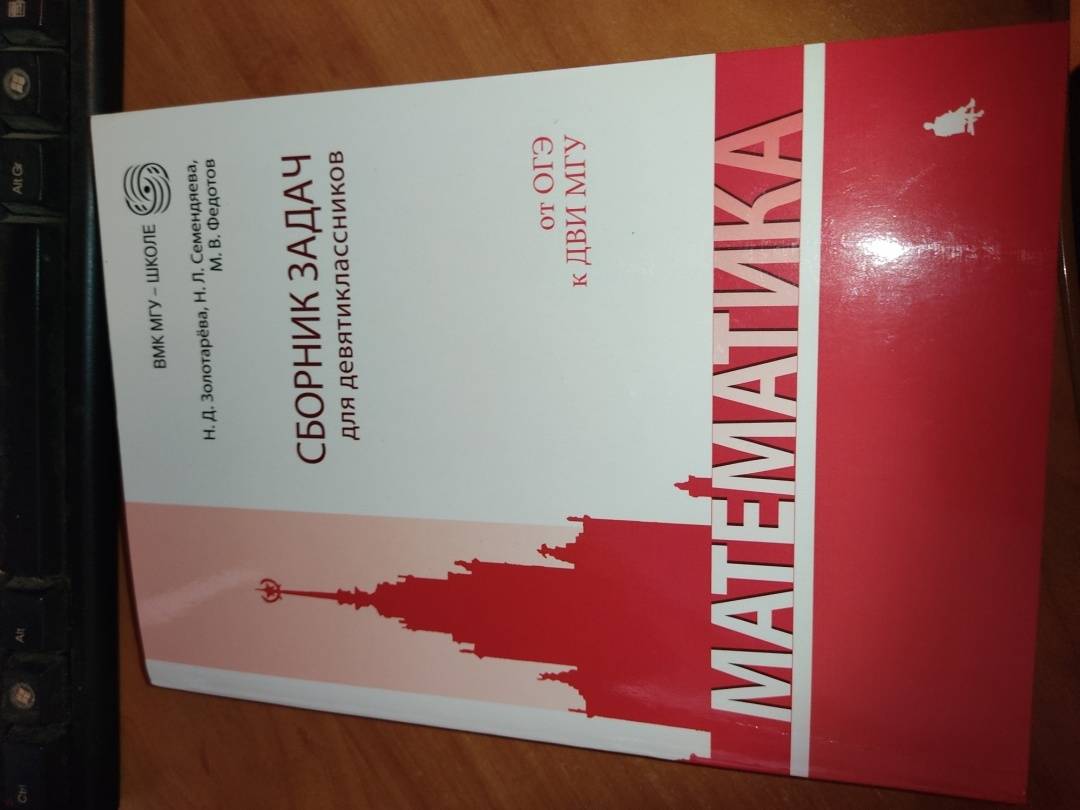 ВМК МГУ – ШКОЛЕ
Н. Д. Золотарёва, Н. Л. Семендяева,
М. В. Федотов
СБОРНИК ЗАДАЧ
для девятиклассников
от ОГЭ
к ДВИ МГУ
МАТЕМАТИКА
Alt Gr
Alt
Ctrl